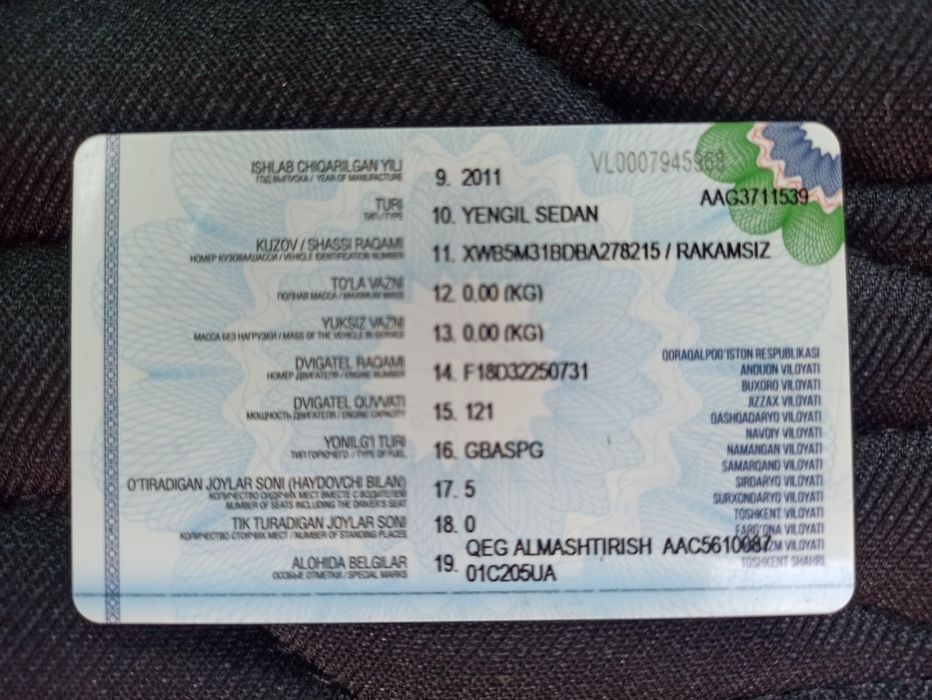 VL0007945968
AAG3711539
ISHLAB CHIQARILGAN YILI
ГОД ВЫПУСКА / YEAR OF MANUFACTURE
9. 2011
TURI
ТИП / TYPE
10. YENGIL SEDAN
KUZOV / SHASSI RAQAMI
НОМЕР КУЗОВА/ШАССИ / VEHICLE IDENTIFICATION NUMBER
11. XWB5M31BDBA278215 / RAKAMSIZ
TO'LA VAZNI
ПОЛНАЯ МАССА / MAXIMUM MASS
12. 0.00 (KG)
YUKSIZ VAZNI
МАССА БЕЗ НАГРУЗКИ / MASS OF THE VEHICLE IN SERVICE
13. 0.00 (KG)
DVIGATEL RAQAMI
НОМЕР ДВИГАТЕЛЯ / ENGINE NUMBER
14. F18D32250731
DVIGATEL QUVVATI
МОЩНОСТЬ ДВИГАТЕЛЯ / ENGINE CAPACITY
15. 121
YONILG'I TURI
ТИП ГОРЮЧЕГО / TYPE OF FUEL
16. GBASPG
O'TIRADIGAN JOYLAR SONI (HAYDOVCHI BILAN)
КОЛИЧЕСТВО СИДЯЧИХ МЕСТ ВМЕСТЕ С ВОДИТЕЛЕМ
NUMBER OF SEATS INCLUDING THE DRIVER'S SEAT
17. 5
TIK TURADIGAN JOYLAR SONI
КОЛИЧЕСТВО СТОЯЧИХ МЕСТ / NUMBER OF STANDING PLACES
18. 0
ALOHIDA BELGILAR
ОСОБЫЕ ОТМЕТКИ / SPECIAL MARKS
19. QEG ALMASHTIRISH AAC5610087
01C205UA
QORAQALPOG'ISTON RESPUBLIKASI
ANDIJON VILOYATI
BUXORO VILOYATI
JIZZAX VILOYATI
QASHQADARYO VILOYATI
NAVOIY VILOYATI
NAMANGAN VILOYATI
SAMARQAND VILOYATI
SIRDARYO VILOYATI
SURXONDARYO VILOYATI
TOSHKENT VILOYATI
FARG'ONA VILOYATI
VILOYATI
TOSHKENT SHAHRI